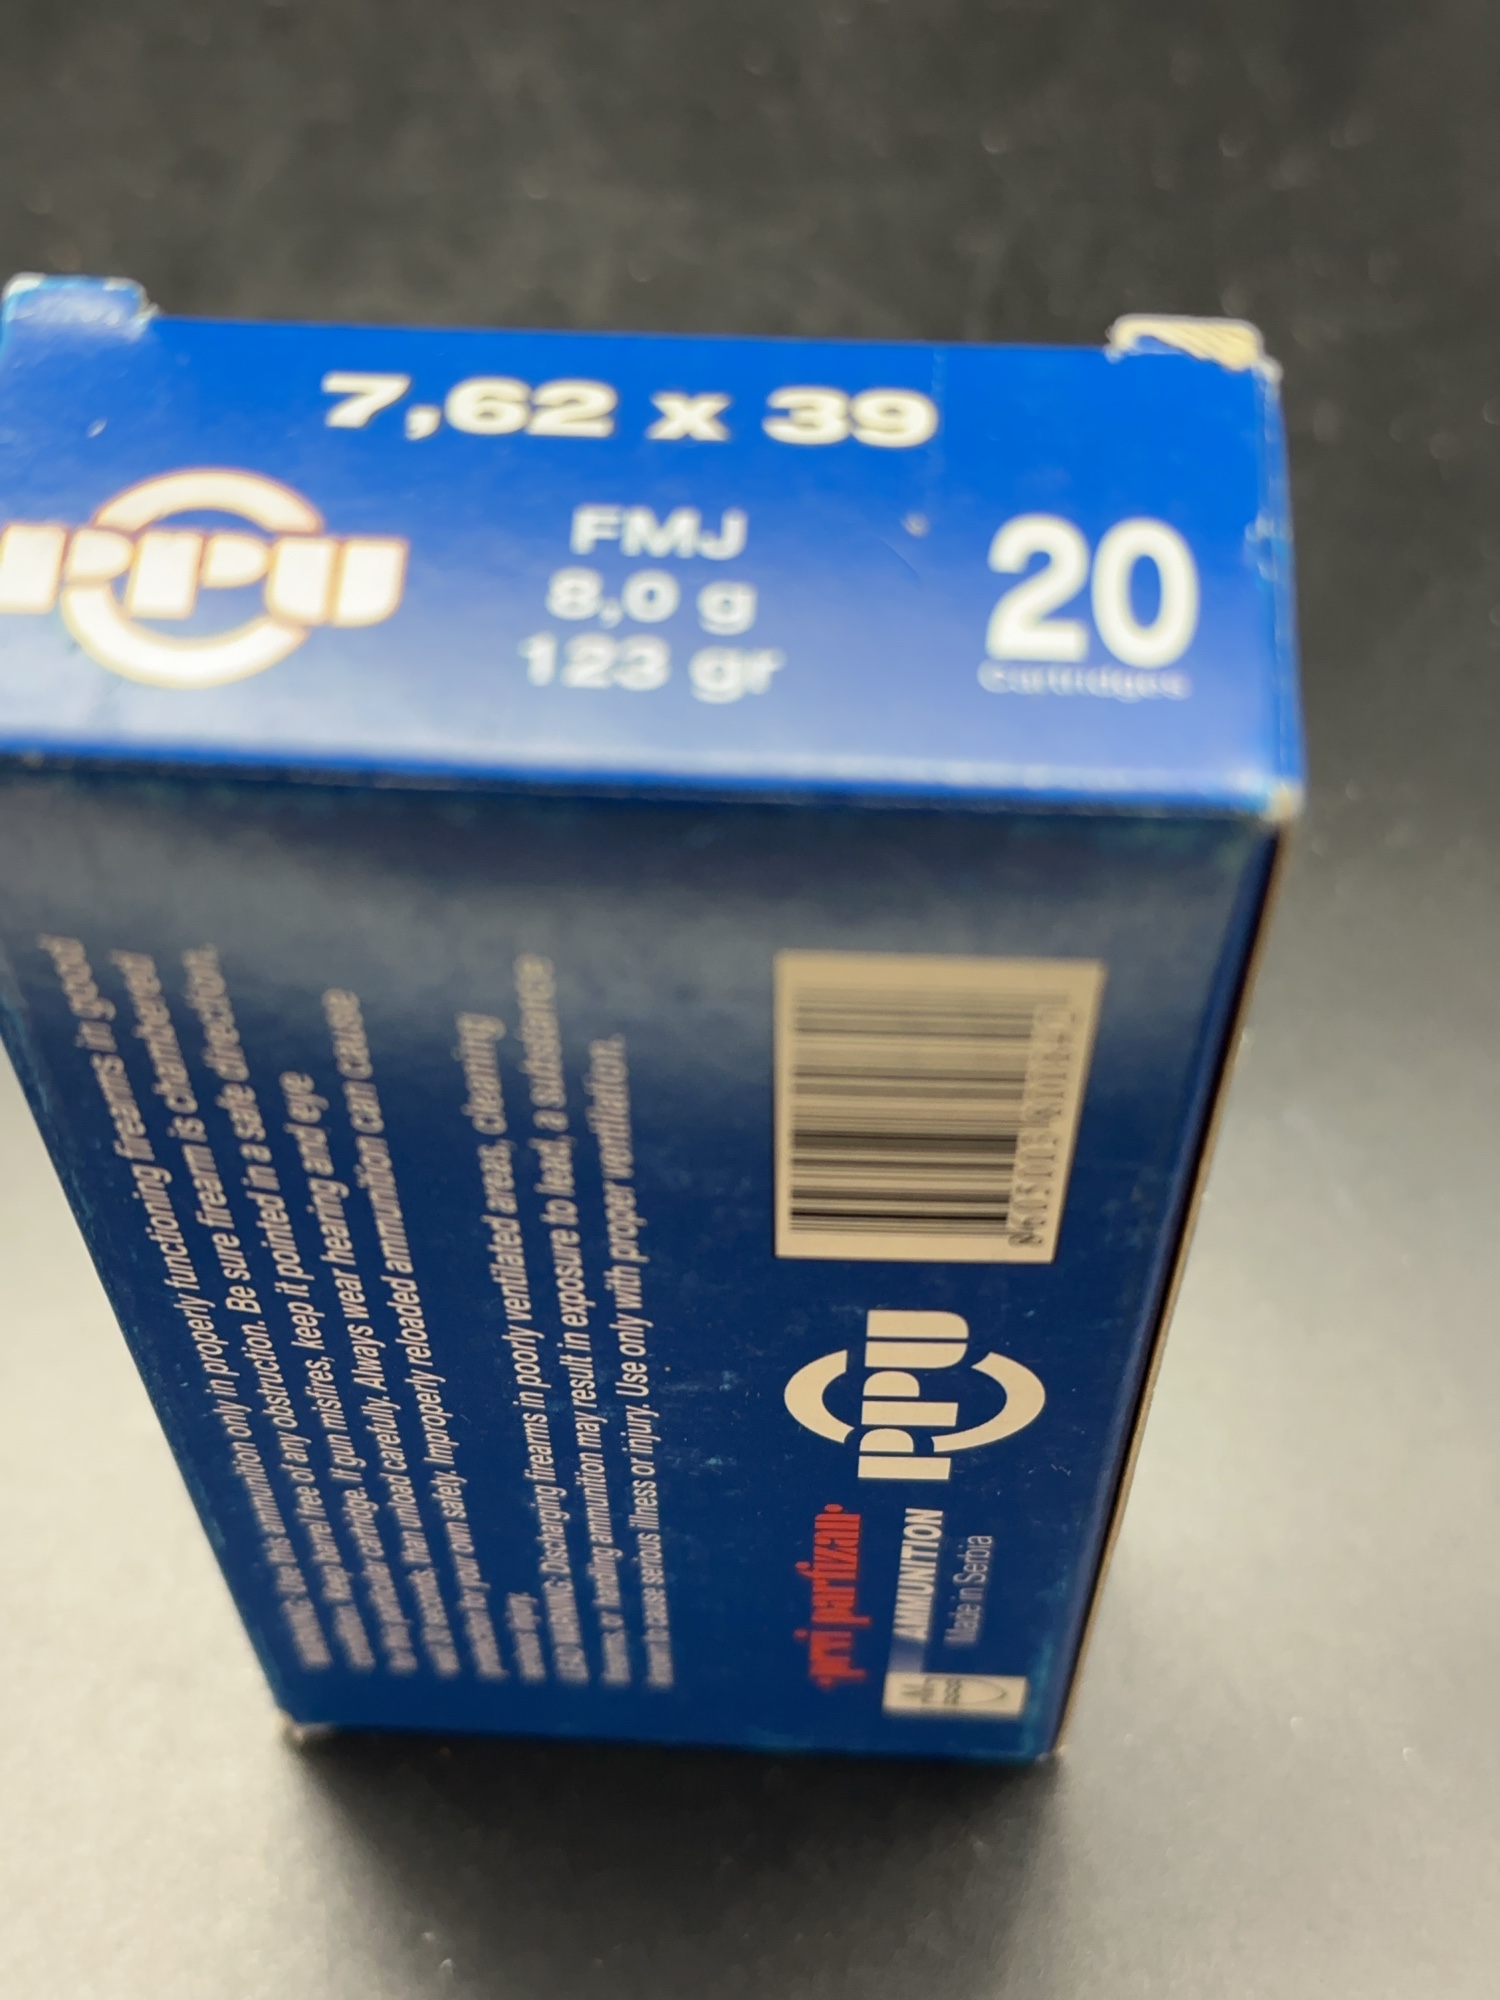 7,62 x 39
PPU
FMJ
8,0 g
123 gr
20
Cartridges
WARNING: Use this ammunition only in properly functioning firearms in good
condition. Keep barrel free of any obstruction. Be sure firearm is chambered
for this particular cartridge. If gun misfires, keep it pointed in a safe direction.
wait 30 seconds, than unload carefully. Always wear hearing and eye
protection for your own safety. Improperly reloaded ammunition can cause
serious injury.
LEAD WARNING: Discharging firearms in poorly ventilated areas, cleaning
firearms, or handling ammunition may result in exposure to lead, a substance
known to cause serious illness or injury. Use only with proper ventilation.
PPU
prvi partizan
AMMUNITION
Made in Serbia